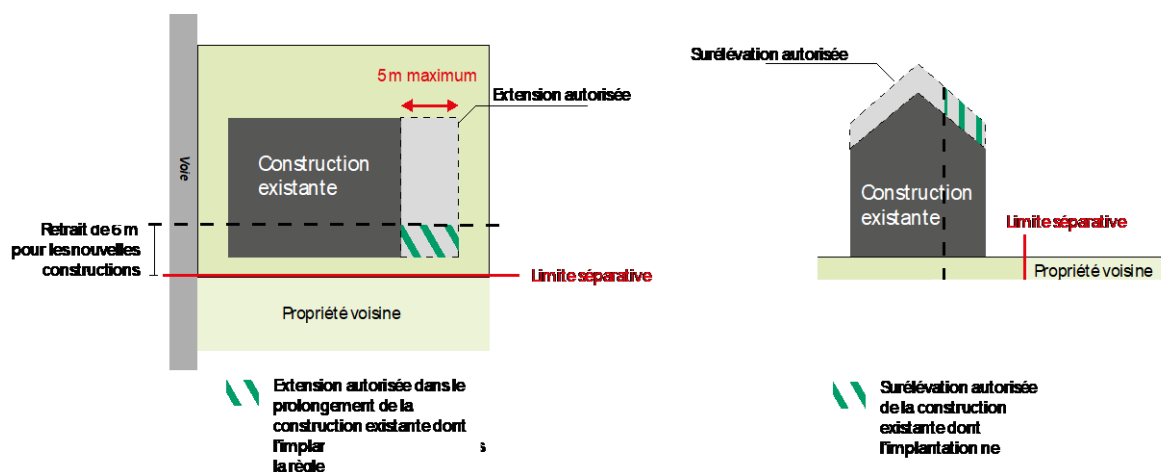 5 m maximum
Extension autorisée
Voie
Construction
existante
Retrait de 6 m
pour les nouvelles
constructions
Limite séparative
Propriété voisine
Extension autorisée dans le
prolongement de la
construction existante dont
la règle
Surélévation autorisée
Construction
existante
Limite séparative
Propriété voisine
Surélévation autorisée
de la construction
existante dont
l'implantation ne